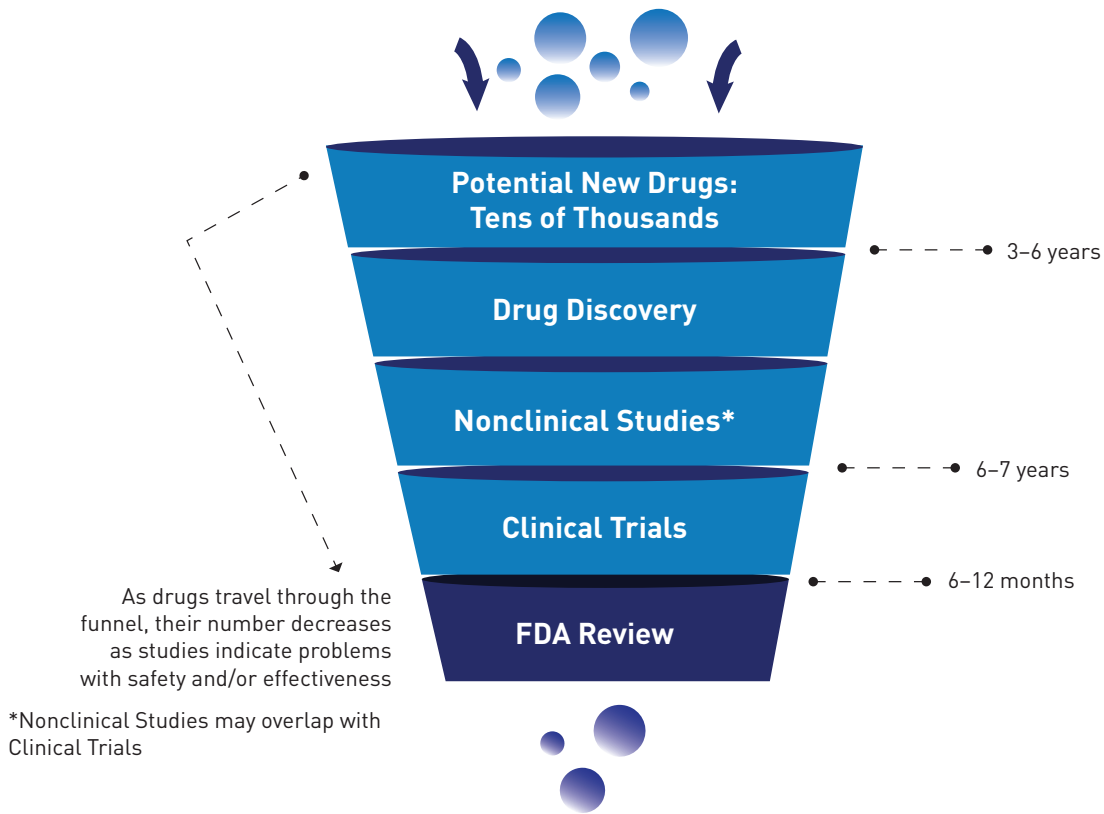 Potential New Drugs:
Tens of Thousands
3–6 years
Drug Discovery
Nonclinical Studies*
6–7 years
Clinical Trials
6–12 months
FDA Review
As drugs travel through the
funnel, their number decreases
as studies indicate problems
with safety and/or effectiveness
*Nonclinical Studies may overlap with
Clinical Trials